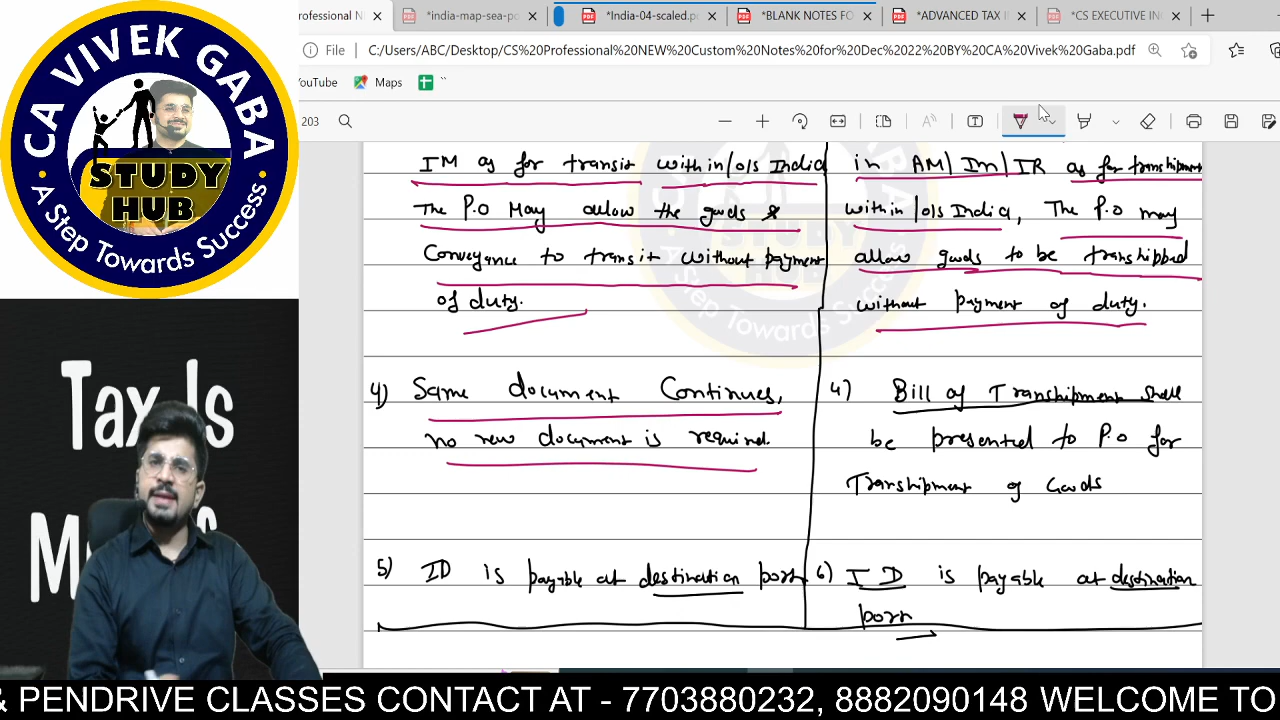 CA VIVEK GABA
STUDY
HUB
• A Step Towards Success •
Tax Is
rofessional N
*india-map-sea-po
*India-04-scaled.p
*BLANK NOTES FO
*ADVANCED TAX L
*CS EXECUTIVE IN
File
C:/Users/ABC/Desktop/CS%20Professional%20NEW%20Custom%20Notes%20for%20Dec%2022%20BY%20CA%20Vivek%20Gaba.pdf
ouTube
Maps
203
IM as for transit within/o/s India
The P.O May allow the goods &
Conveyance to transit without payment
of duty.
4) Same document Continues,
no new document is required.
5) ID is payable at destination port
in AM/Im/IR as for transhipment
within/o/s India, The P.O may
allow goods to be transhipped
without payment of duty.
4) Bill of Transhipment shall
be presented to P.O for
Transhipment of Goods
6) ID is payable at destination
port
& PENDRIVE CLASSES CONTACT AT - 7703880232, 8882090148 WELCOME TO